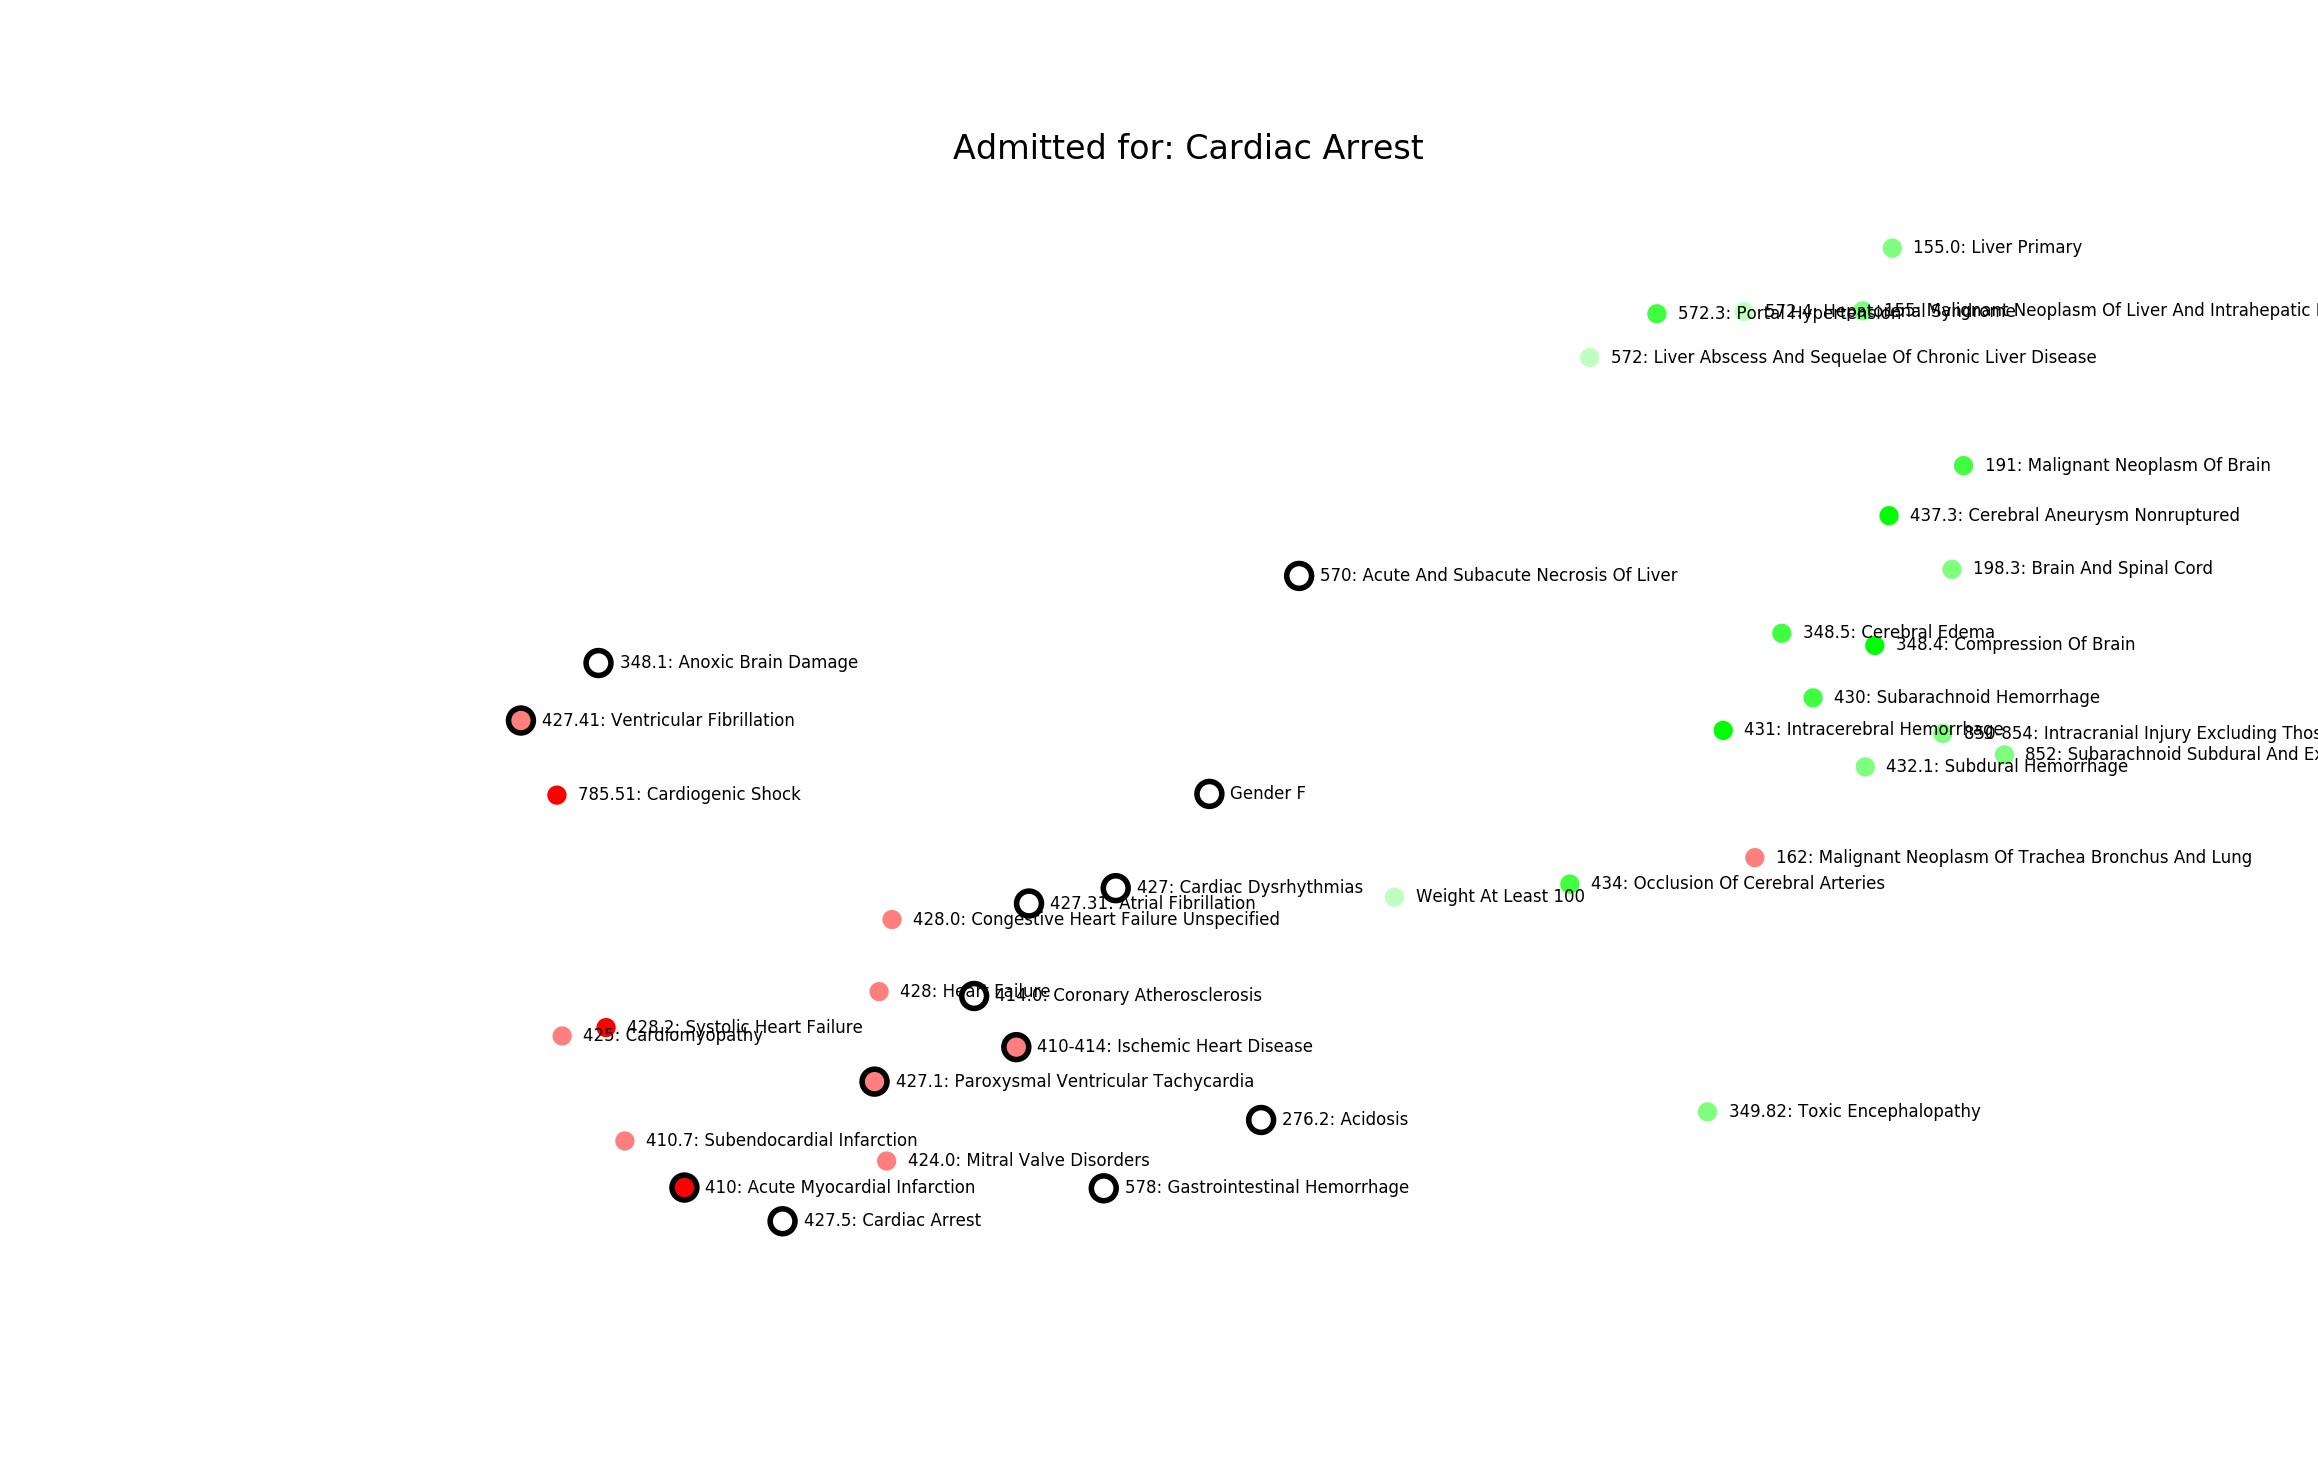 Admitted for: Cardiac Arrest
155.0: Liver Primary
572.3: Portal Hypertension
572.4: Hepatorenal Syndrome
155: Malignant Neoplasm Of Liver And Intrahepatic
572: Liver Abscess And Sequelae Of Chronic Liver Disease
191: Malignant Neoplasm Of Brain
437.3: Cerebral Aneurysm Nonruptured
198.3: Brain And Spinal Cord
570: Acute And Subacute Necrosis Of Liver
348.5: Cerebral Edema
348.4: Compression Of Brain
348.1: Anoxic Brain Damage
430: Subarachnoid Hemorrhage
427.41: Ventricular Fibrillation
431: Intracerebral Hemorrhage
850-854: Intracranial Injury Excluding Thos
852: Subarachnoid Subdural And Ex
432.1: Subdural Hemorrhage
785.51: Cardiogenic Shock
Gender F
162: Malignant Neoplasm Of Trachea Bronchus And Lung
434: Occlusion Of Cerebral Arteries
427: Cardiac Dysrhythmias
Weight At Least 100
427.31: Atrial Fibrillation
428.0: Congestive Heart Failure Unspecified
428: Heart Failure
414.0: Coronary Atherosclerosis
428.2: Systolic Heart Failure
425: Cardiomyopathy
410-414: Ischemic Heart Disease
427.1: Paroxysmal Ventricular Tachycardia
349.82: Toxic Encephalopathy
276.2: Acidosis
410.7: Subendocardial Infarction
424.0: Mitral Valve Disorders
410: Acute Myocardial Infarction
578: Gastrointestinal Hemorrhage
427.5: Cardiac Arrest